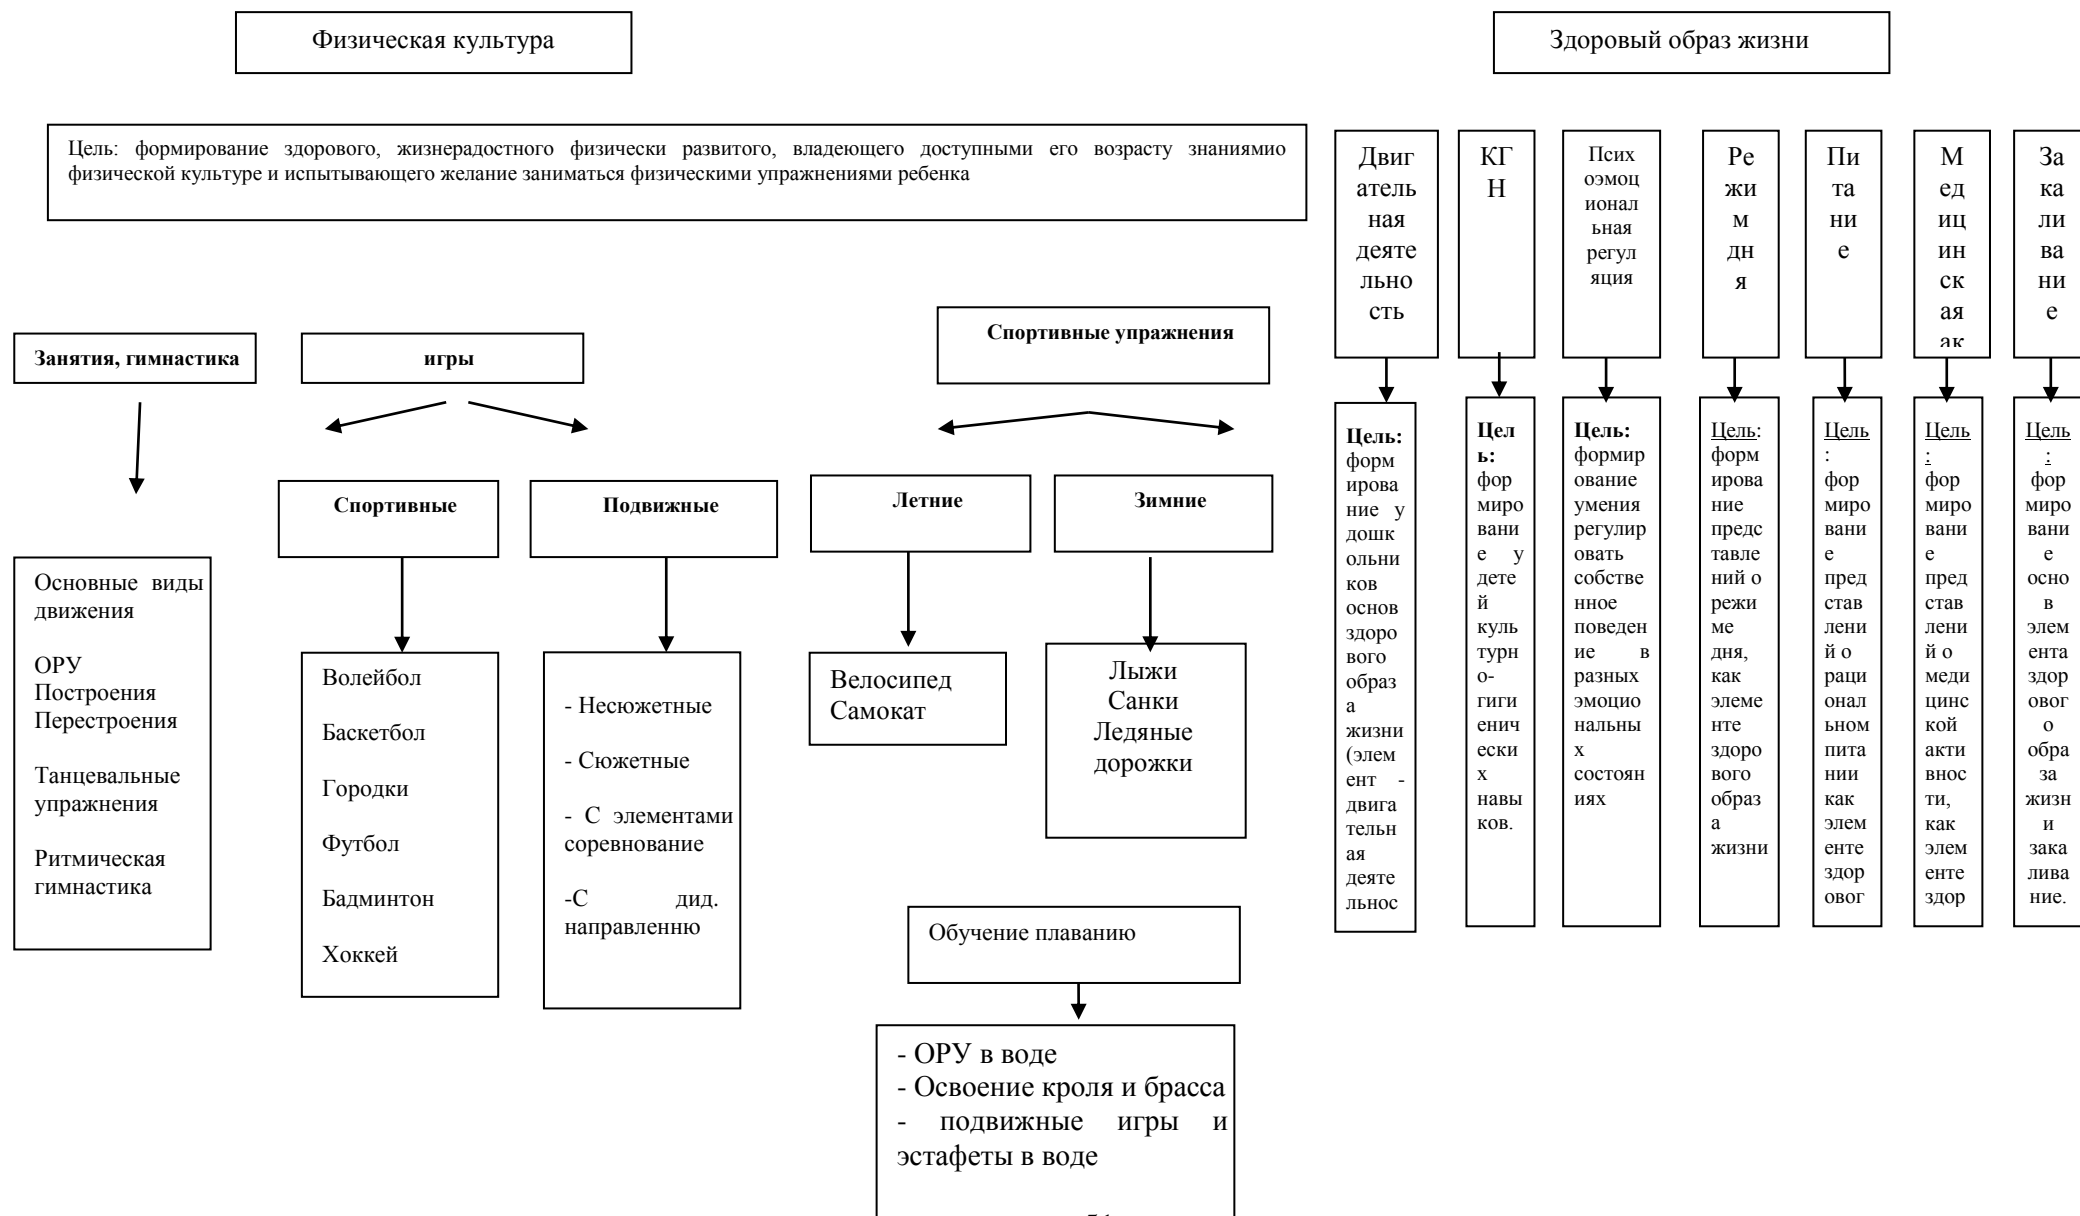 Физическая культура
Здоровый образ жизни
Цель: формирование здорового, жизнерадостного физически развитого, владеющего доступными его возрасту знаниямио
физической культуре и испытывающего желание заниматься физическими упражнениями ребенка
Двиг
атель
ная
деяте
льно
сть
КГ
Н
Псих
оэмоц
ионал
ьная
регул
яция
Ре
жи
м
дн
я
Пи
та
ни
е
М
ед
иц
ин
ск
ая
ак
За
ка
ли
ва
ни
е
Занятия, гимнастика
игры
Спортивные упражнения
Спортивные
Подвижные
Летние
Зимние
Основные виды
движения
ОРУ
Построения
Перестроения
Танцевальные
упражнения
Ритмическая
гимнастика
Волейбол
Баскетбол
Городки
Футбол
Бадминтон
Хоккей
- Несюжетные
- Сюжетные
- С элементами
соревнование
-С дид.
направленню
Велосипед
Самокат
Лыжи
Санки
Ледяные
дорожки
Обучение плаванию
- ОРУ в воде
- Освоение кроля и брасса
- подвижные игры и
эстафеты в воде
Цель:
форм
ирова
ние у
дошк
ольни
ков
основ
здоро
вого
образ
а
жизни
(элем
ент -
двига
тельн
ая
деяте
льнос
Цел
ь:
фор
миро
вани
е у
дете
й
куль
турн
о-
гиги
енич
ески
х
навы
ков.
Цель:
формир
ование
умения
регулир
овать
собстве
нное
поведен
ие в
разных
эмоцио
нальны
х
состоян
иях
Цель:
форм
ирова
ние
предс
тавле
ний о
режи
ме
дня,
как
элеме
нте
здоро
вого
образ
а
жизни
Цель
:
фор
миро
вани
е
пред
став
лени
й о
раци
онал
ьном
пита
нии
как
элем
енте
здор
овог
Цель
:
фор
миро
вани
е
пред
став
лени
й о
меди
цинс
кой
акти
внос
ти,
как
элем
енте
здор
Цель
:
фор
миро
вани
е
осно
в
элем
ента
здор
овог
о
обра
за
жизн
и
зака
лива
ние.